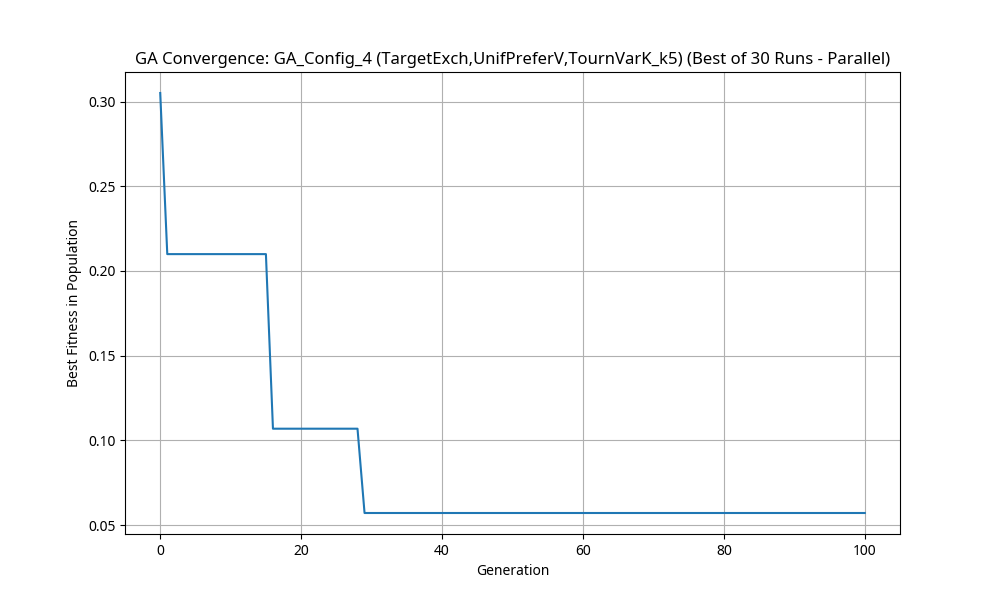 GA Convergence: GA_Config_4 (TargetExch,UnifPreferV,TournVarK_k5) (Best of 30 Runs - Parallel)
Best Fitness in Population
0.30
0.25
0.20
0.15
0.10
0.05
0 20 40 60 80 100
Generation